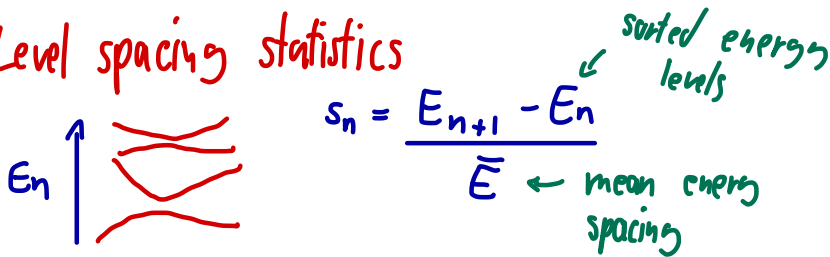 Level spacing statistics
sorted energy
levels
sₙ = (Eₙ₊₁ - Eₙ) / Ē
Eₙ
mean energy
spacing